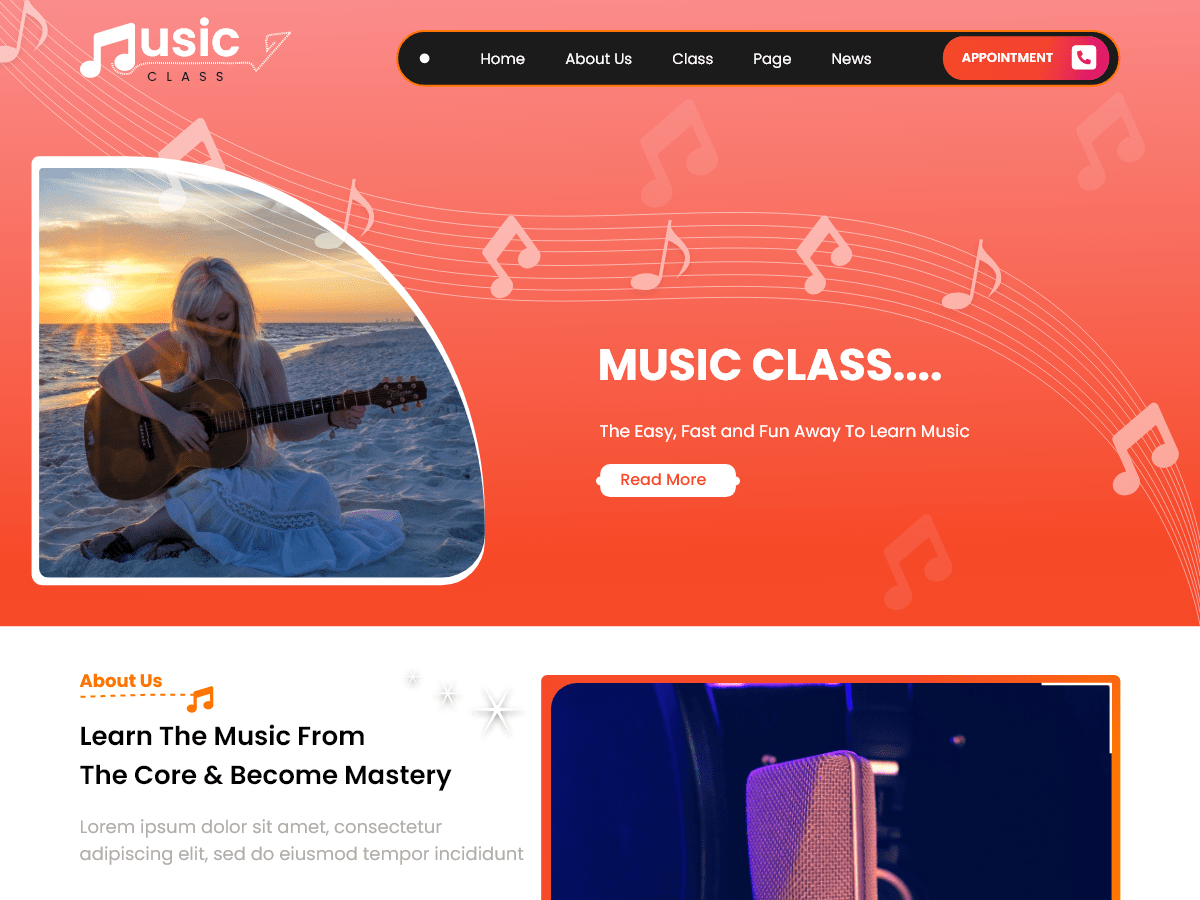 usic
CLASS
Home About Us Class Page News
APPOINTMENT
MUSIC CLASS....
The Easy, Fast and Fun Away To Learn Music
Read More
About Us
Learn The Music From
The Core & Become Mastery
Lorem ipsum dolor sit amet, consectetur
adipiscing elit, sed do eiusmod tempor incididunt